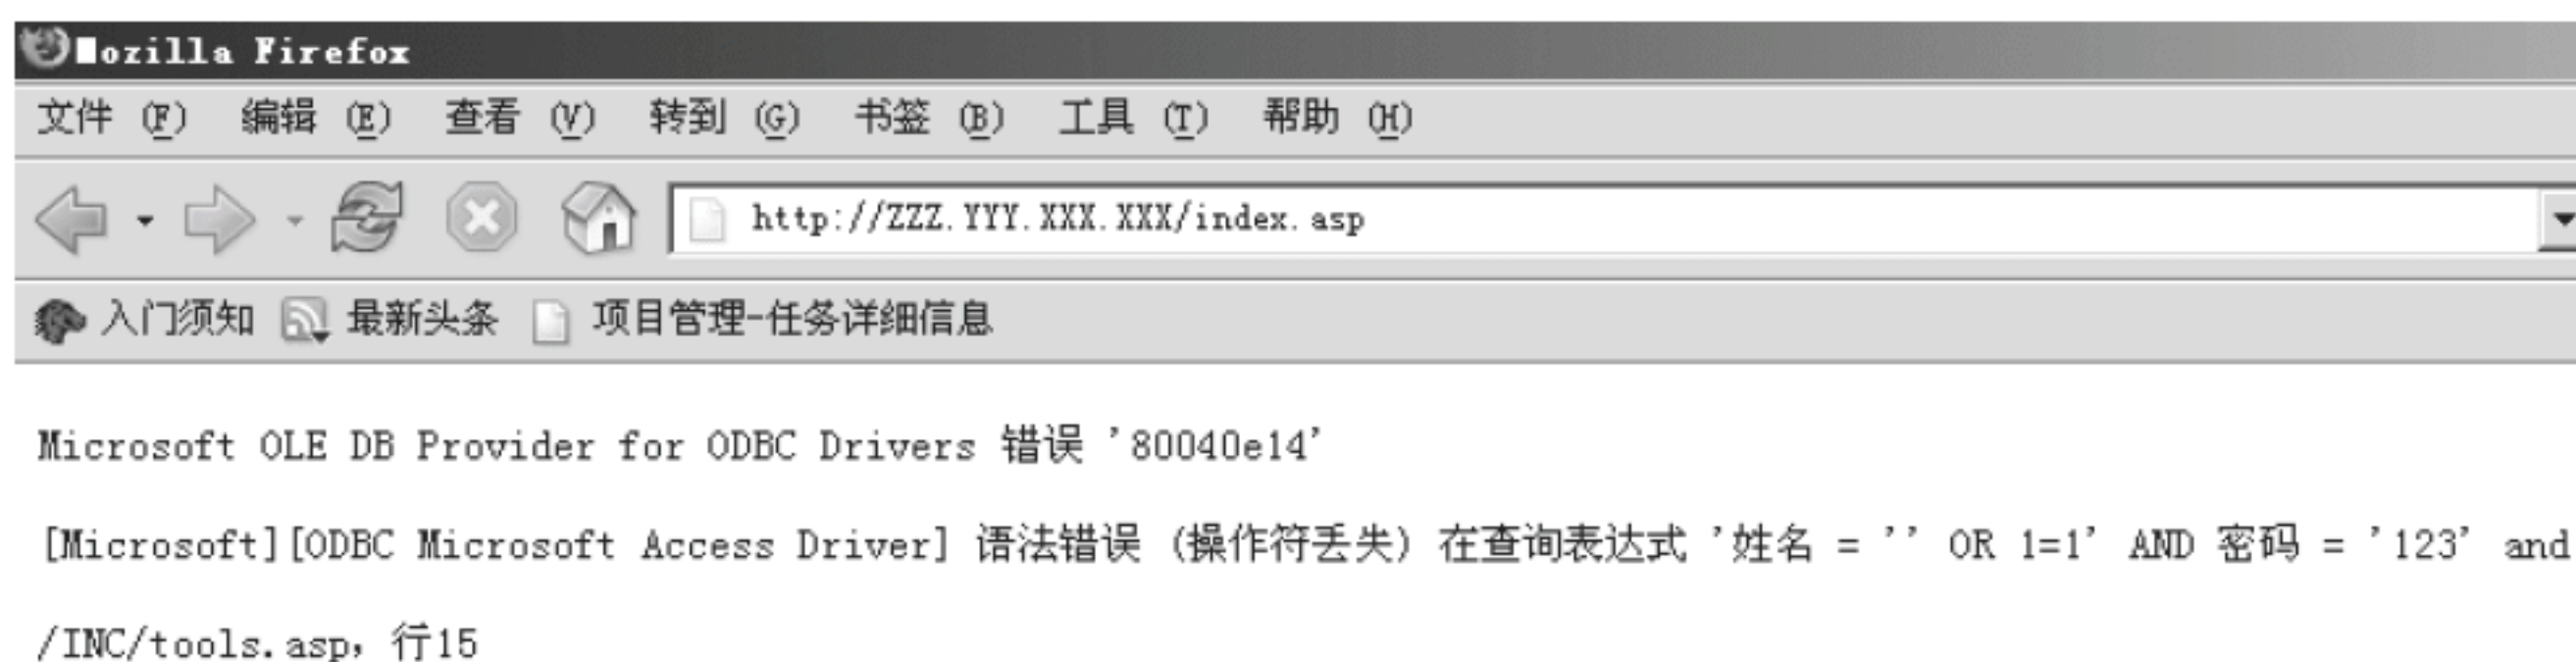 Mozilla Firefox
文件 (F) 编辑 (E) 查看 (V) 转到 (G) 书签 (B) 工具 (T) 帮助 (H)
http://ZZZ.YYY.XXX.XXX/index.asp
入门须知 最新头条 项目管理-任务详细信息
Microsoft OLE DB Provider for ODBC Drivers 错误 '80040e14'
[Microsoft][ODBC Microsoft Access Driver] 语法错误 (操作符丢失) 在查询表达式 '姓名 = '' OR 1=1' AND 密码 = '123' and
/INC/tools.asp，行15